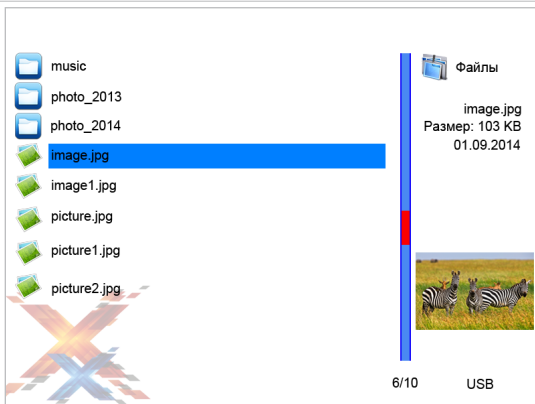 music
photo_2013
photo_2014
image.jpg
image1.jpg
picture.jpg
picture1.jpg
picture2.jpg
Файлы
image.jpg
Размер: 103 KB
01.09.2014
6/10
USB